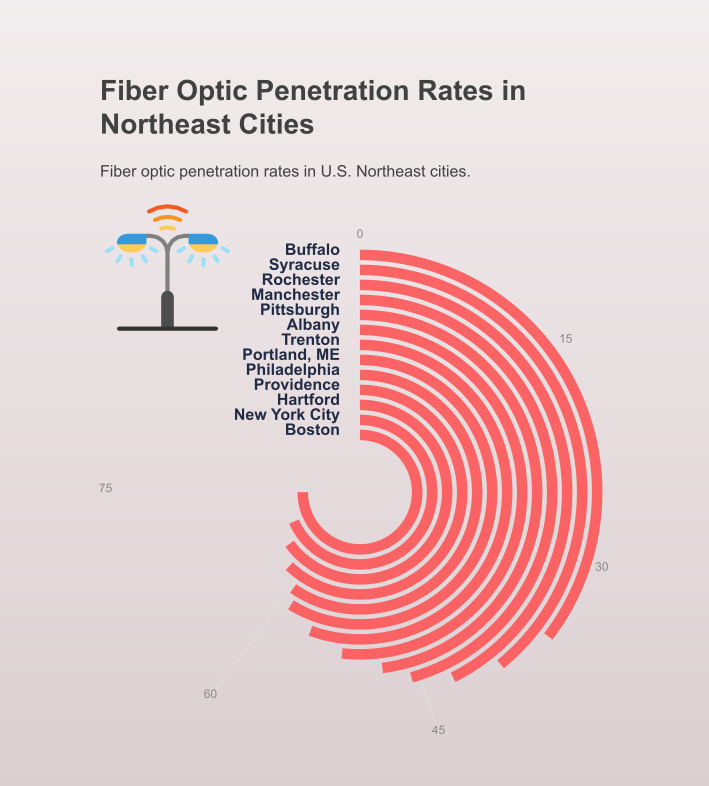 Fiber Optic Penetration Rates in
Northeast Cities
Fiber optic penetration rates in U.S. Northeast cities.
0
Buffalo
Syracuse
Rochester
Manchester
Pittsburgh
Albany
Trenton
Portland, ME
Philadelphia
Providence
Hartford
New York City
Boston
15
75
30
60
45